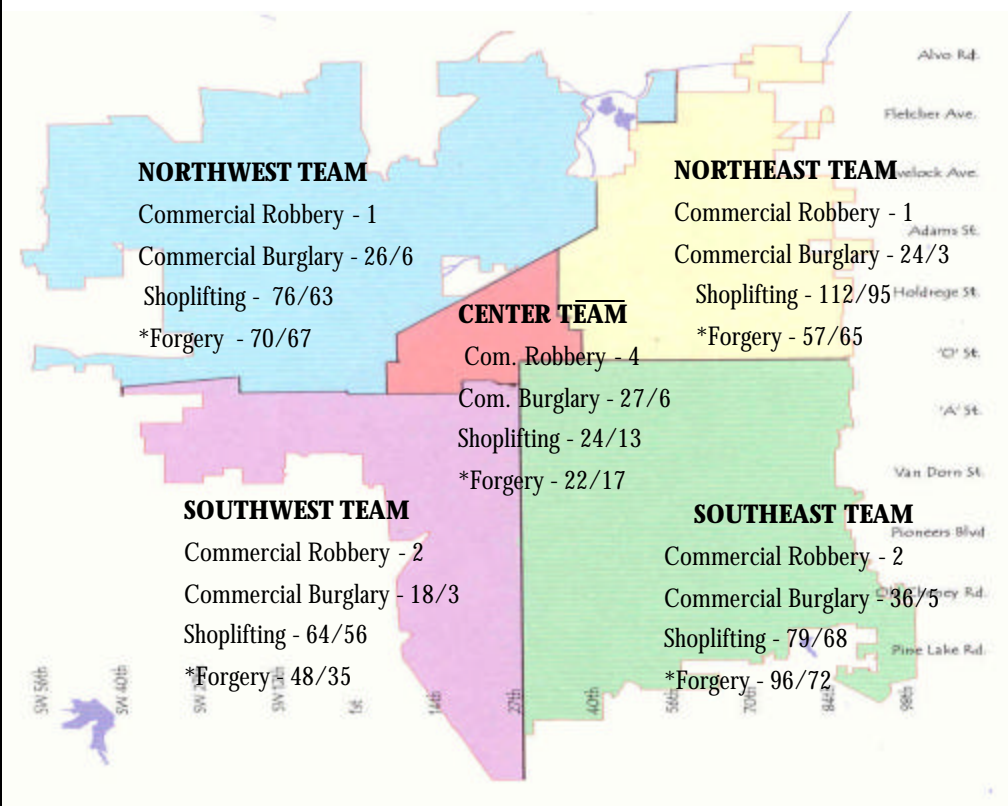 Alvo Rd.
Fletcher Ave.
NORTHWEST TEAM
Commercial Robbery - 1
Commercial Burglary - 26/6
Shoplifting - 76/63
*Forgery - 70/67
NORTHEAST TEAM
velock Ave.
Commercial Robbery - 1
Adams St.
Commercial Burglary - 24/3
Shoplifting - 112/95
Holdrege St.
*Forgery - 57/65
CENTER TEAM
Com. Robbery - 4
Com. Burglary - 27/6
Shoplifting - 24/13
*Forgery - 22/17
'O' St.
'A' St.
Van Dorn St.
SOUTHWEST TEAM
Commercial Robbery - 2
Commercial Burglary - 18/3
Shoplifting - 64/56
*Forgery - 48/35
SOUTHEAST TEAM
Pioneers Blvd
Commercial Robbery - 2
Commercial Burglary - 36/5
Rd.
Shoplifting - 79/68
Pine Lake Rd.
*Forgery - 96/72
SW 56th
SW 40th
1st
14th
27th
40th
56th
70th
84th
98th